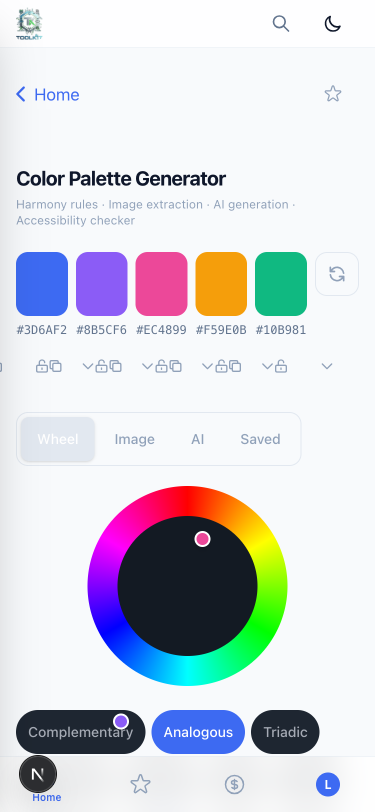 TOOLKIT
Home
Color Palette Generator
Harmony rules · Image extraction · AI generation ·
Accessibility checker
#3D6AF2 #8B5CF6 #EC4899 #F59E0B #10B981
Wheel Image AI Saved
Complementary Analogous Triadic
N
Home
L